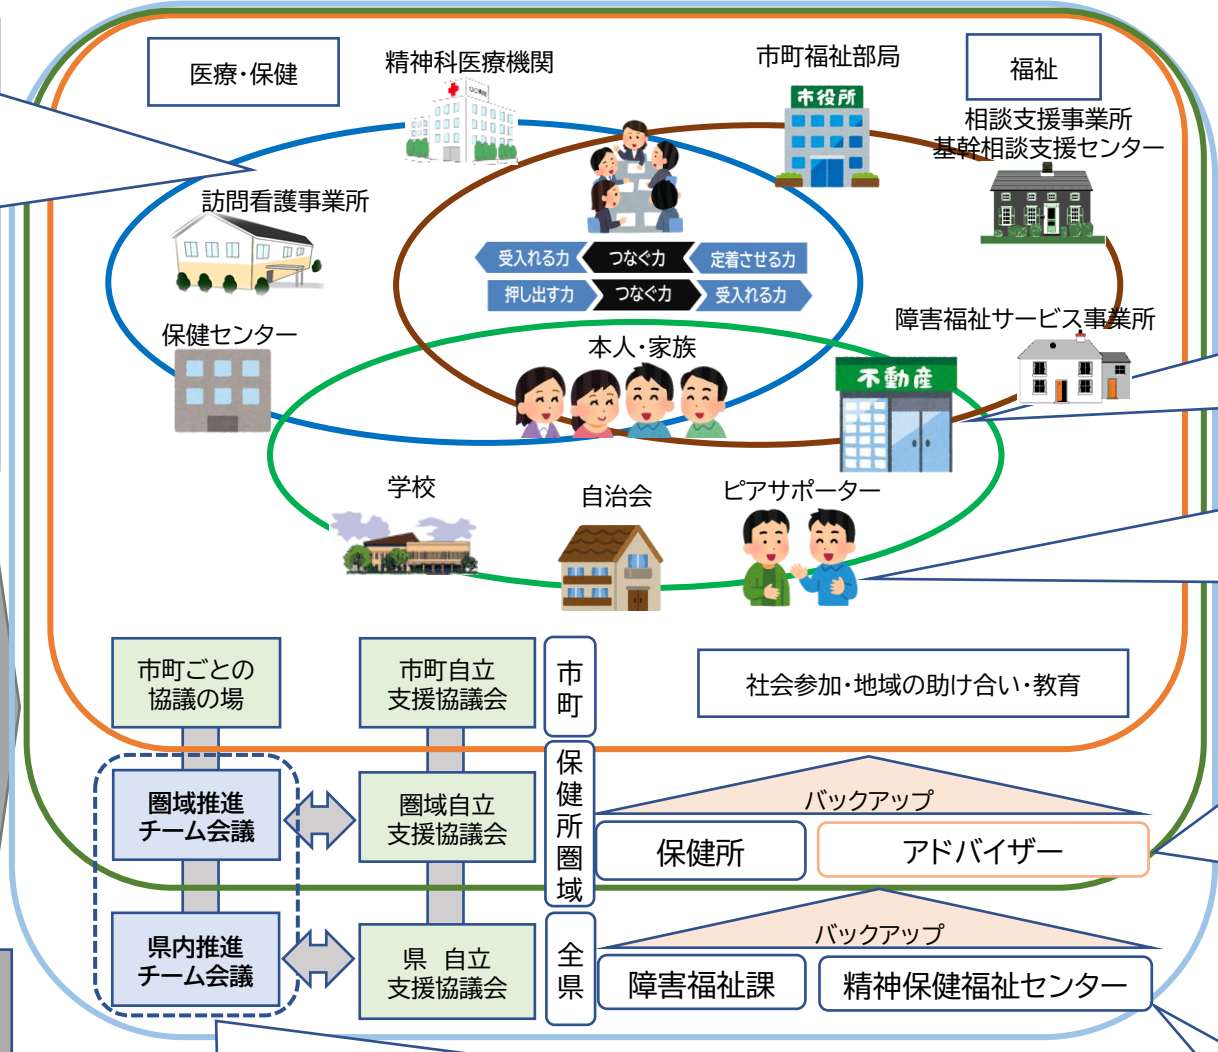 医療・保健
精神科医療機関
市町福祉部局
福祉
市役所
相談支援事業所
基幹相談支援センター
訪問看護事業所
受入れる力
つなぐ力
定着させる力
押し出す力
つなぐ力
受入れる力
保健センター
本人・家族
障害福祉サービス事業所
不動産
学校
自治会
ピアサポーター
市町ごとの
協議の場
市町自立
支援協議会
市町
社会参加・地域の助け合い・教育
圏域推進
チーム会議
圏域自立
支援協議会
保健所圏域
バックアップ
保健所
アドバイザー
県内推進
チーム会議
県 自立
支援協議会
全県
バックアップ
障害福祉課
精神保健福祉センター